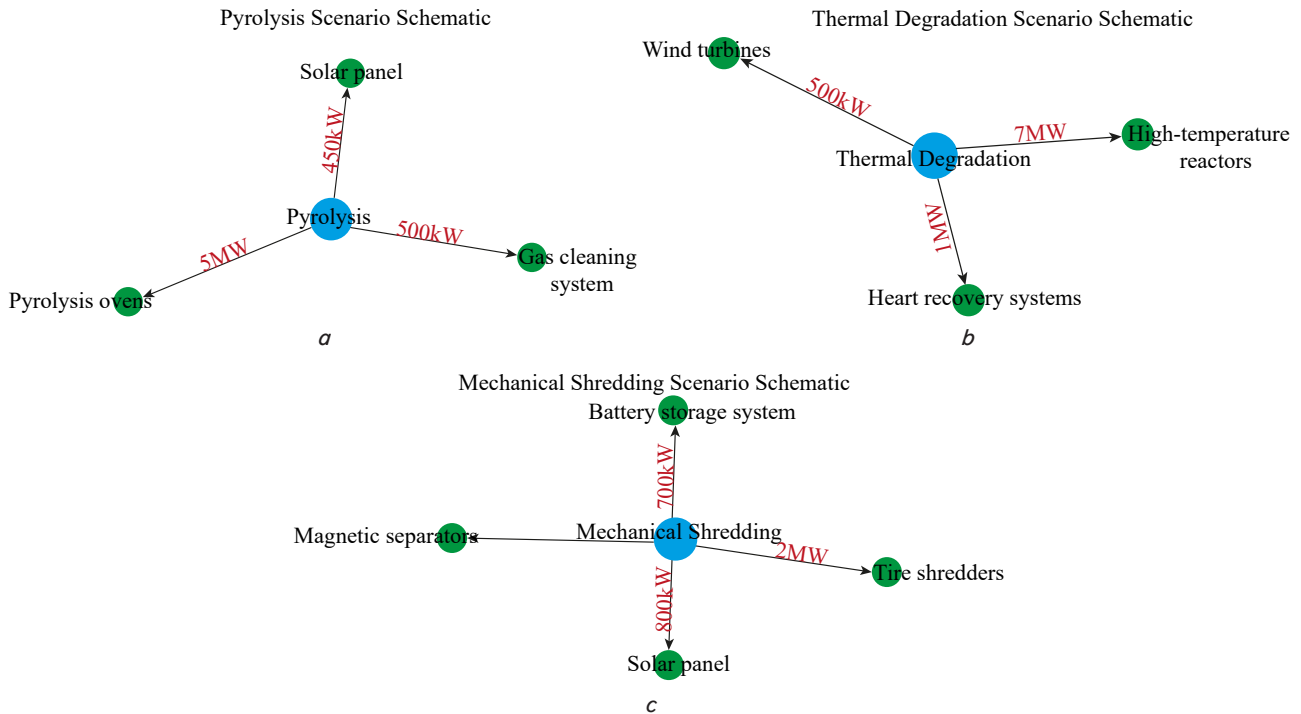 Pyrolysis Scenario Schematic
Solar panel
450kW
Pyrolysis
500kW
5MW
Gas cleaning
system
Pyrolysis ovens
a
Thermal Degradation Scenario Schematic
Wind turbines
500kW
7MW
High-temperature
reactors
Thermal Degradation
1MW
Heart recovery systems
b
Mechanical Shredding Scenario Schematic
Battery storage system
700kW
Magnetic separators
Mechanical Shredding
2MW
Tire shredders
800kW
Solar panel
c